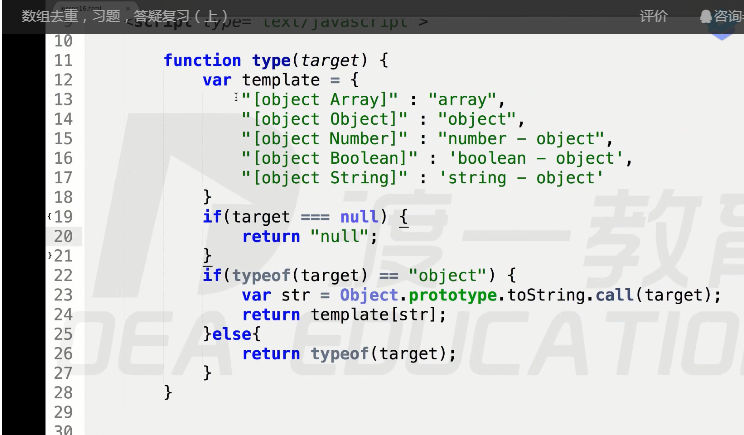 数组去重，习题，答疑复习（上）
评价
咨询
<script type="text/javascript">
10
11 function type(target) {
12 var template = {
13 "[object Array]" : "array",
14 "[object Object]" : "object",
15 "[object Number]" : "number - object",
16 "[object Boolean]" : 'boolean - object',
17 "[object String]" : 'string - object'
18 }
19 if(target === null) {
20 return "null";
21 }
22 if(typeof(target) == "object") {
23 var str = Object.prototype.toString.call(target);
24 return template[str];
25 }else{
26 return typeof(target);
27 }
28 }
29
30
渡一教育
EDUCATION